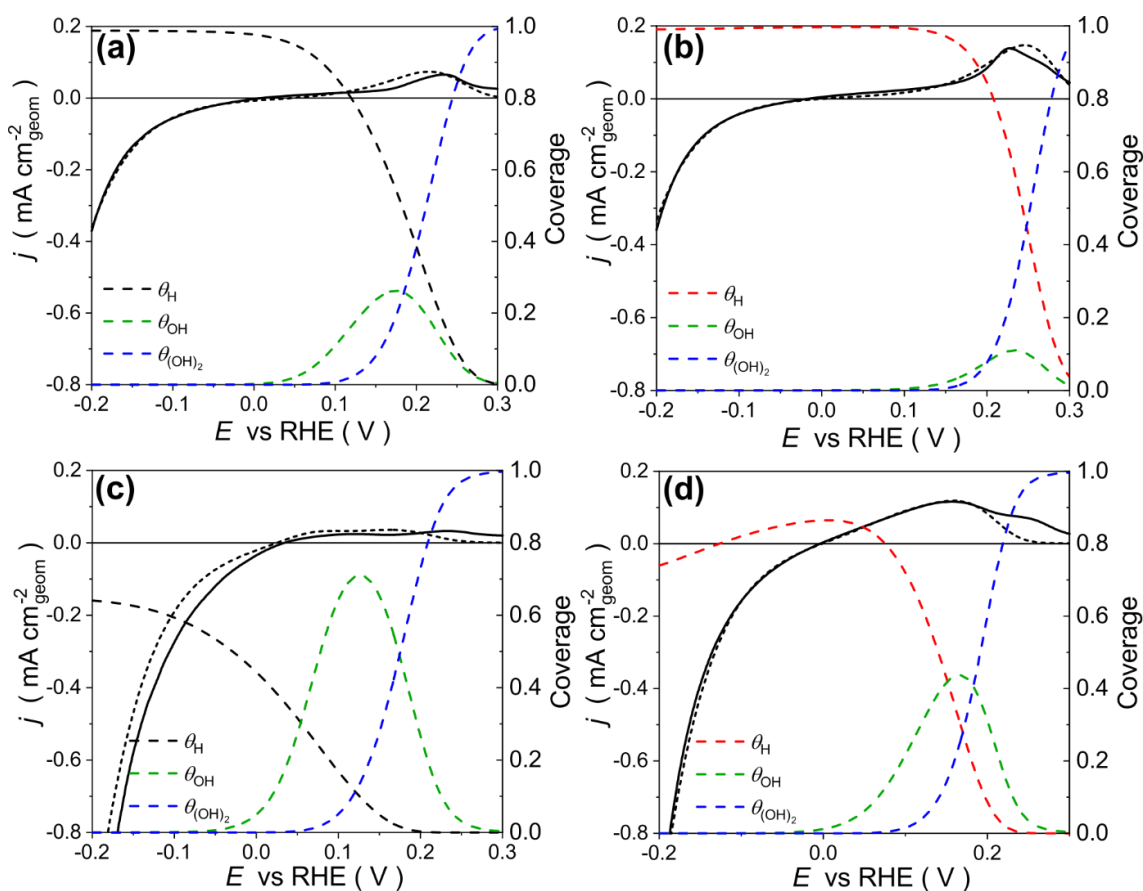 (a)
0.2
0.0
-0.2
-0.4
-0.6
-0.8
j ( mA cm⁻²geom)
1.0
0.8
0.6
0.4
0.2
0.0
Coverage
θH
θOH
θ(OH)₂
-0.2 -0.1 0.0 0.1 0.2 0.3
E vs RHE ( V )
(b)
0.2
0.0
-0.2
-0.4
-0.6
-0.8
j ( mA cm⁻²geom)
1.0
0.8
0.6
0.4
0.2
0.0
Coverage
θH
θOH
θ(OH)₂
-0.2 -0.1 0.0 0.1 0.2 0.3
E vs RHE ( V )
(c)
0.2
0.0
-0.2
-0.4
-0.6
-0.8
j ( mA cm⁻²geom)
1.0
0.8
0.6
0.4
0.2
0.0
Coverage
θH
θOH
θ(OH)₂
-0.2 -0.1 0.0 0.1 0.2 0.3
E vs RHE ( V )
(d)
0.2
0.0
-0.2
-0.4
-0.6
-0.8
j ( mA cm⁻²geom)
1.0
0.8
0.6
0.4
0.2
0.0
Coverage
θH
θOH
θ(OH)₂
-0.2 0.0 0.2
E vs RHE ( V )